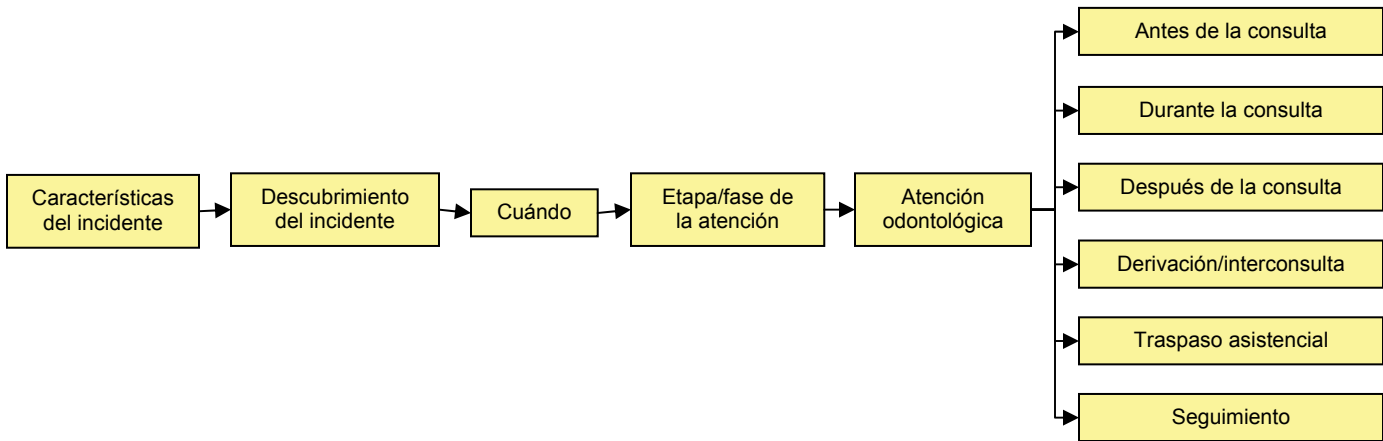 Características
del incidente
Descubrimiento
del incidente
Cuándo
Etapa/fase de
la atención
Atención
odontológica
Antes de la consulta
Durante la consulta
Después de la consulta
Derivación/interconsulta
Traspaso asistencial
Seguimiento